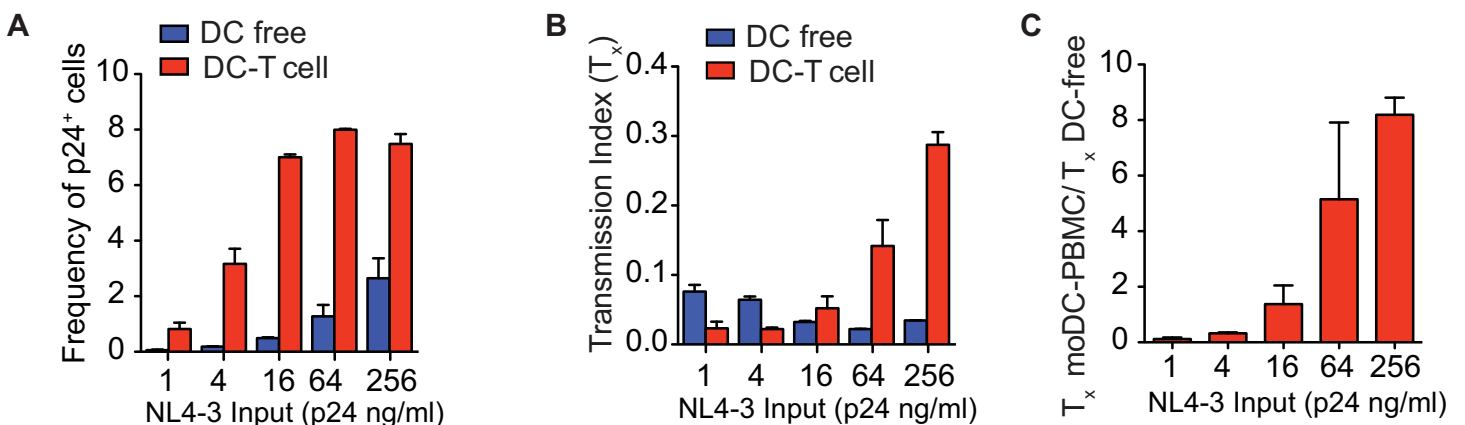 A
DC free
DC-T cell
Frequency of p24⁺ cells
10
8
6
4
2
0
1 4 16 64 256
NL4-3 Input (p24 ng/ml)
B
DC free
DC-T cell
Transmission Index (Tₓ)
0.4
0.3
0.2
0.1
0.0
1 4 16 64 256
NL4-3 Input (p24 ng/ml)
C
Tₓ moDC-PBMC/ Tₓ DC-free
10
8
6
4
2
0
1 4 16 64 256
NL4-3 Input (p24 ng/ml)